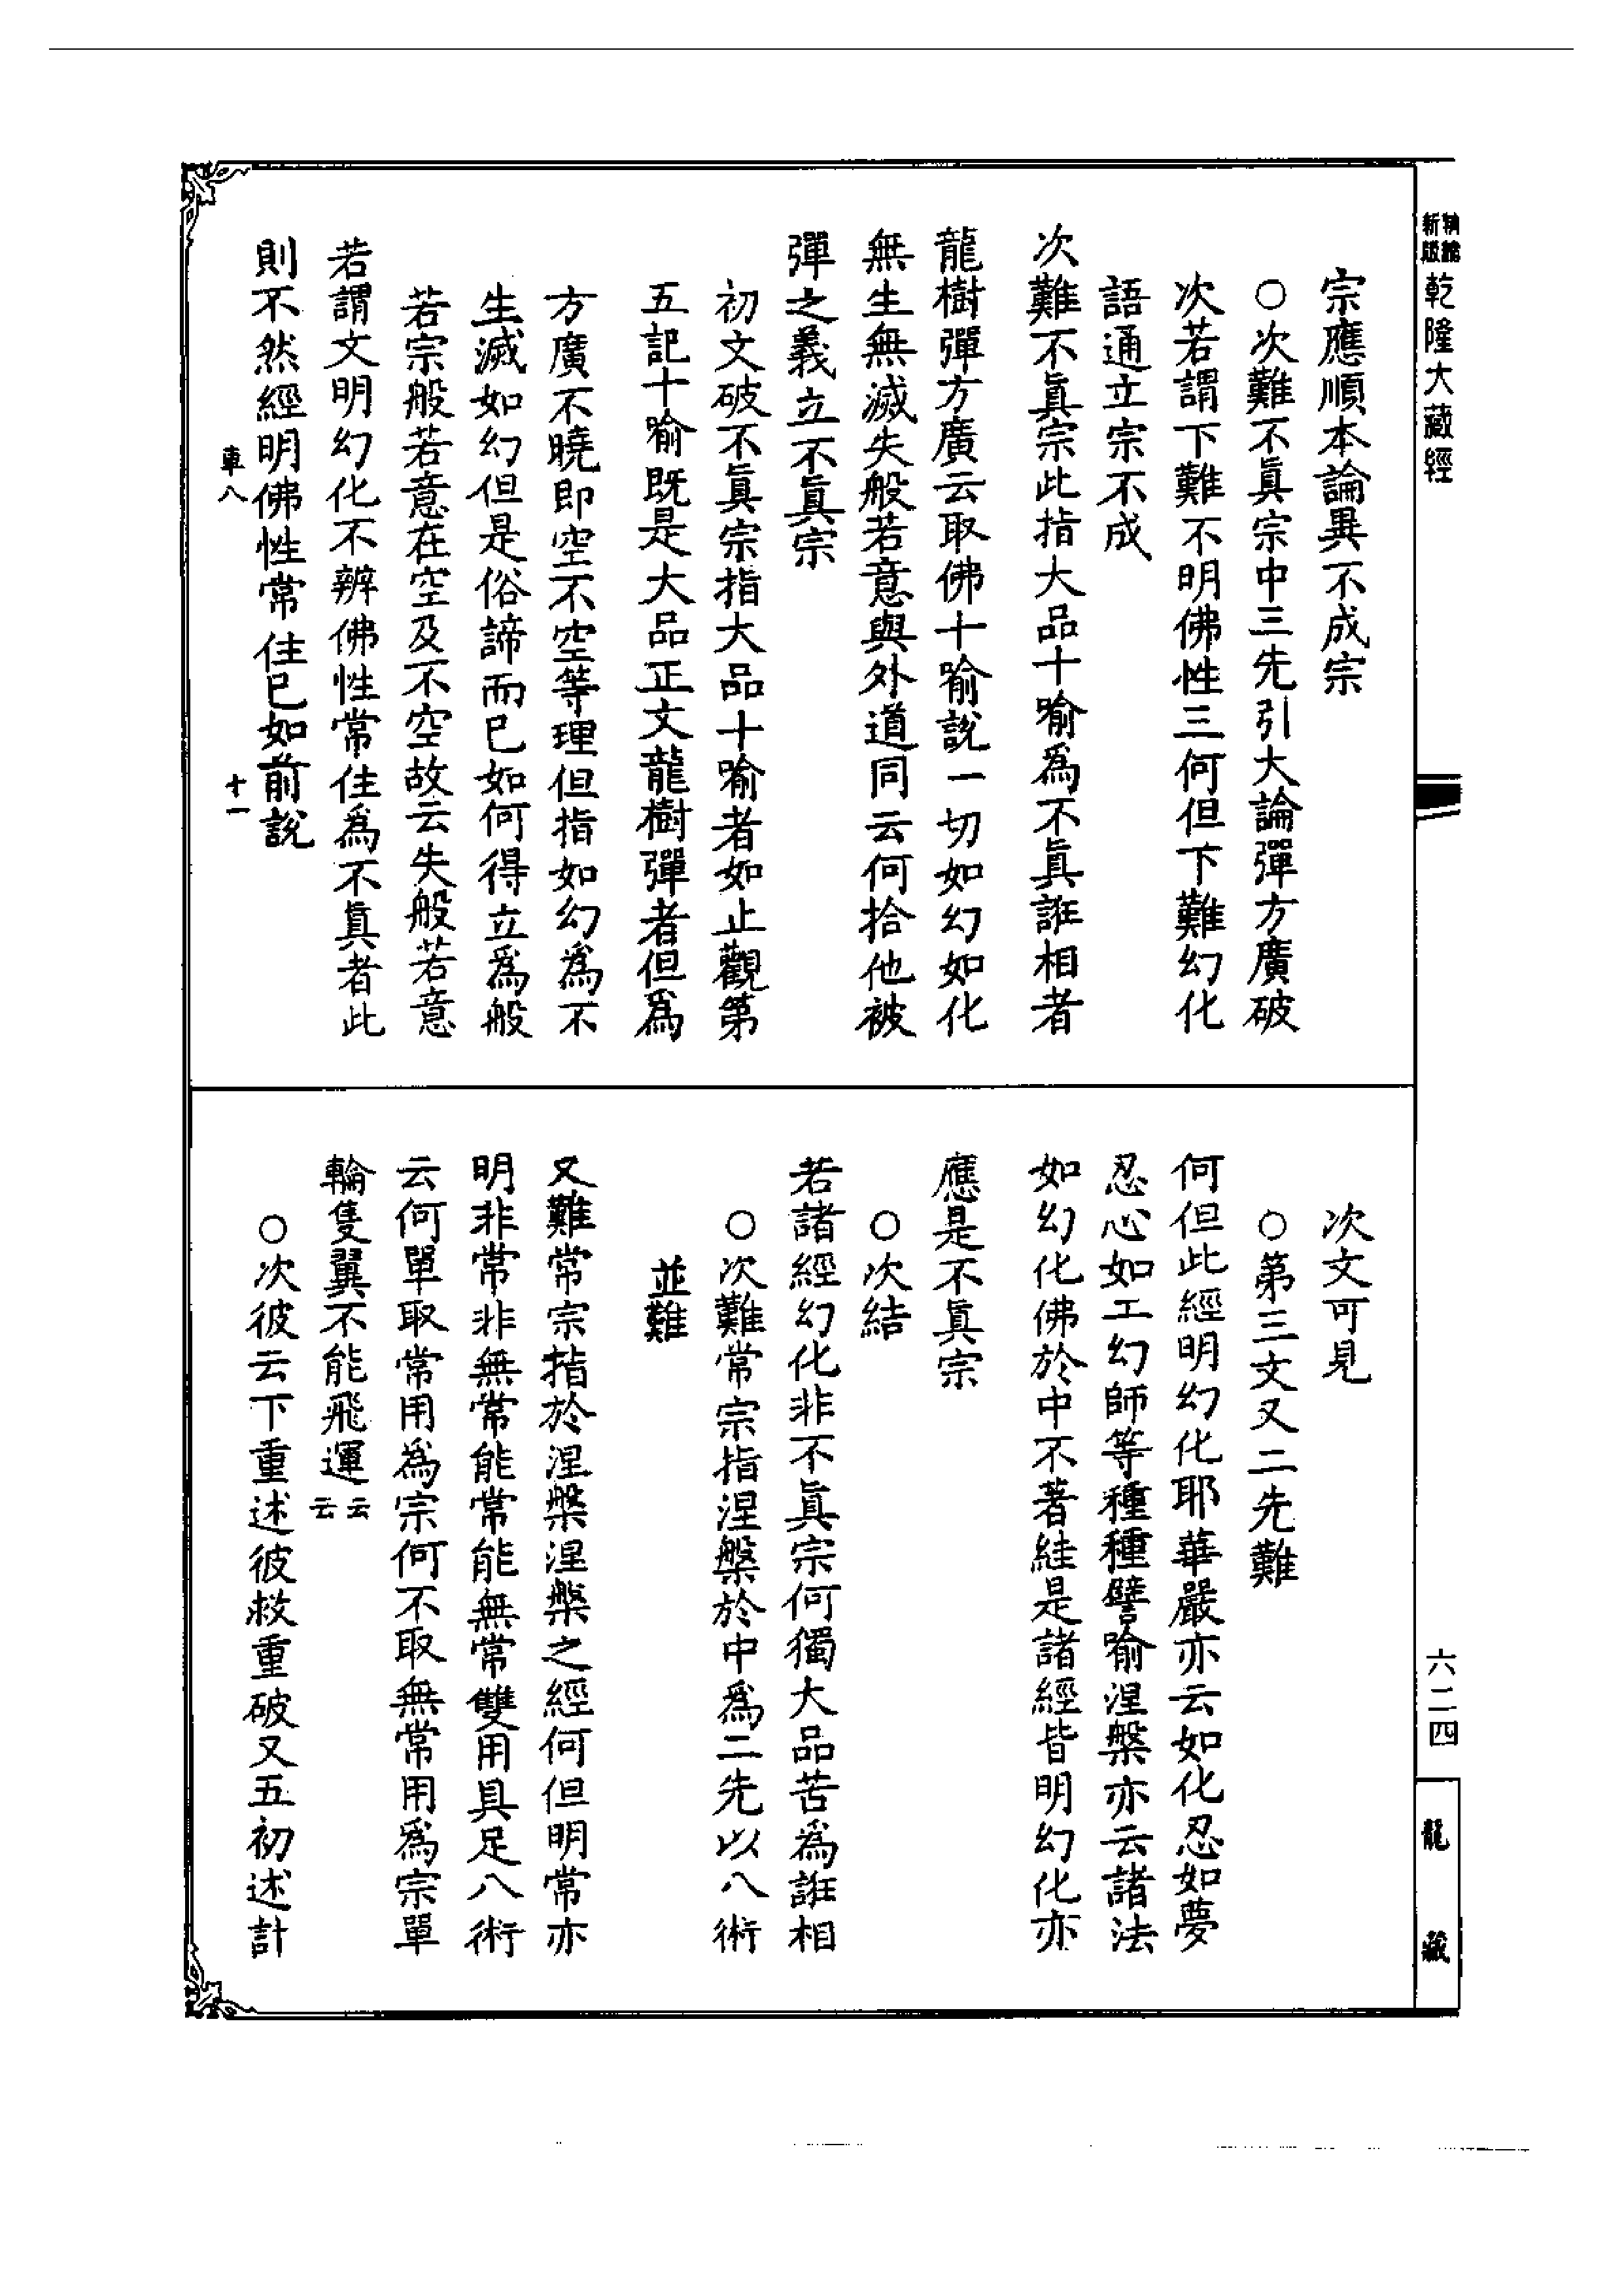 新版精縮乾隆大藏經
宗應順本論異不成宗
○次難不眞宗中三先引大論彈方廣破
次若謂下難不明佛性三何但下難幻化
語通立宗不成
次難不眞宗此指大品十喻爲不眞誑相者
龍樹彈方廣云取佛十喻說一切如幻如化
無生無滅失般若意與外道同云何拾他被
彈之義立不眞宗
初文破不眞宗指大品十喻者如止觀第
五記十喻既是大品正文龍樹彈者但爲
方廣不曉即空不空等理但指如幻爲不
生滅如幻但是俗諦而已如何得立爲般
若宗般若意在空及不空故云失般若意
若謂文明幻化不辨佛性常住爲不眞者此
則不然經明佛性常住已如前說
車八 十一
次文可見
○第三文又二先難
何但此經明幻化耶華嚴亦云如化忍如夢
忍心如工幻師等種種譬喻涅槃亦云諸法
如幻化佛於中不著絓是諸經皆明幻化亦
應是不眞宗
○次結
若諸經幻化非不眞宗何獨大品苦爲誑相
○次難常宗指涅槃於中爲二先以八術
並難
又難常宗指於涅槃涅槃之經何但明常亦
明非常非無常能常能無常雙用具足八術
云何單取常用爲宗何不取無常用爲宗單
輪隻翼不能飛運云云
○次彼云下重述彼救重破又五初述計
六二四
龍藏